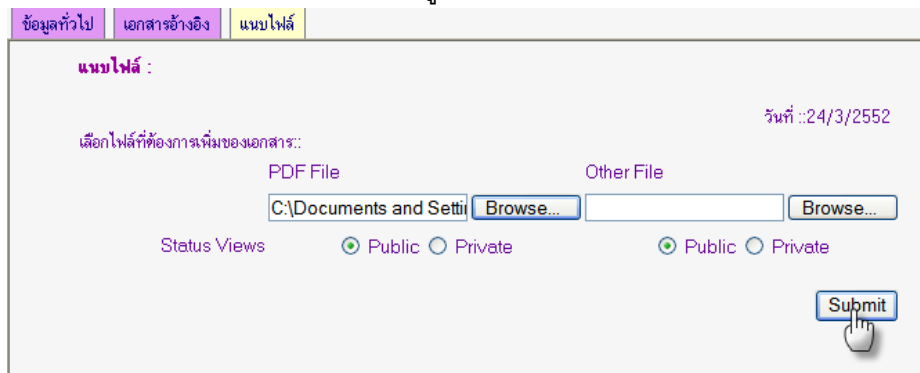 ข้อมูลทั่วไป เอกสารอ้างอิง แนบไฟล์
แนบไฟล์ :
วันที่ ::24/3/2552
เลือกไฟล์ที่ต้องการเพิ่มของเอกสาร::
PDF File Other File
C:\Documents and Settin Browse... Browse...
Status Views Public Private Public Private
Submit